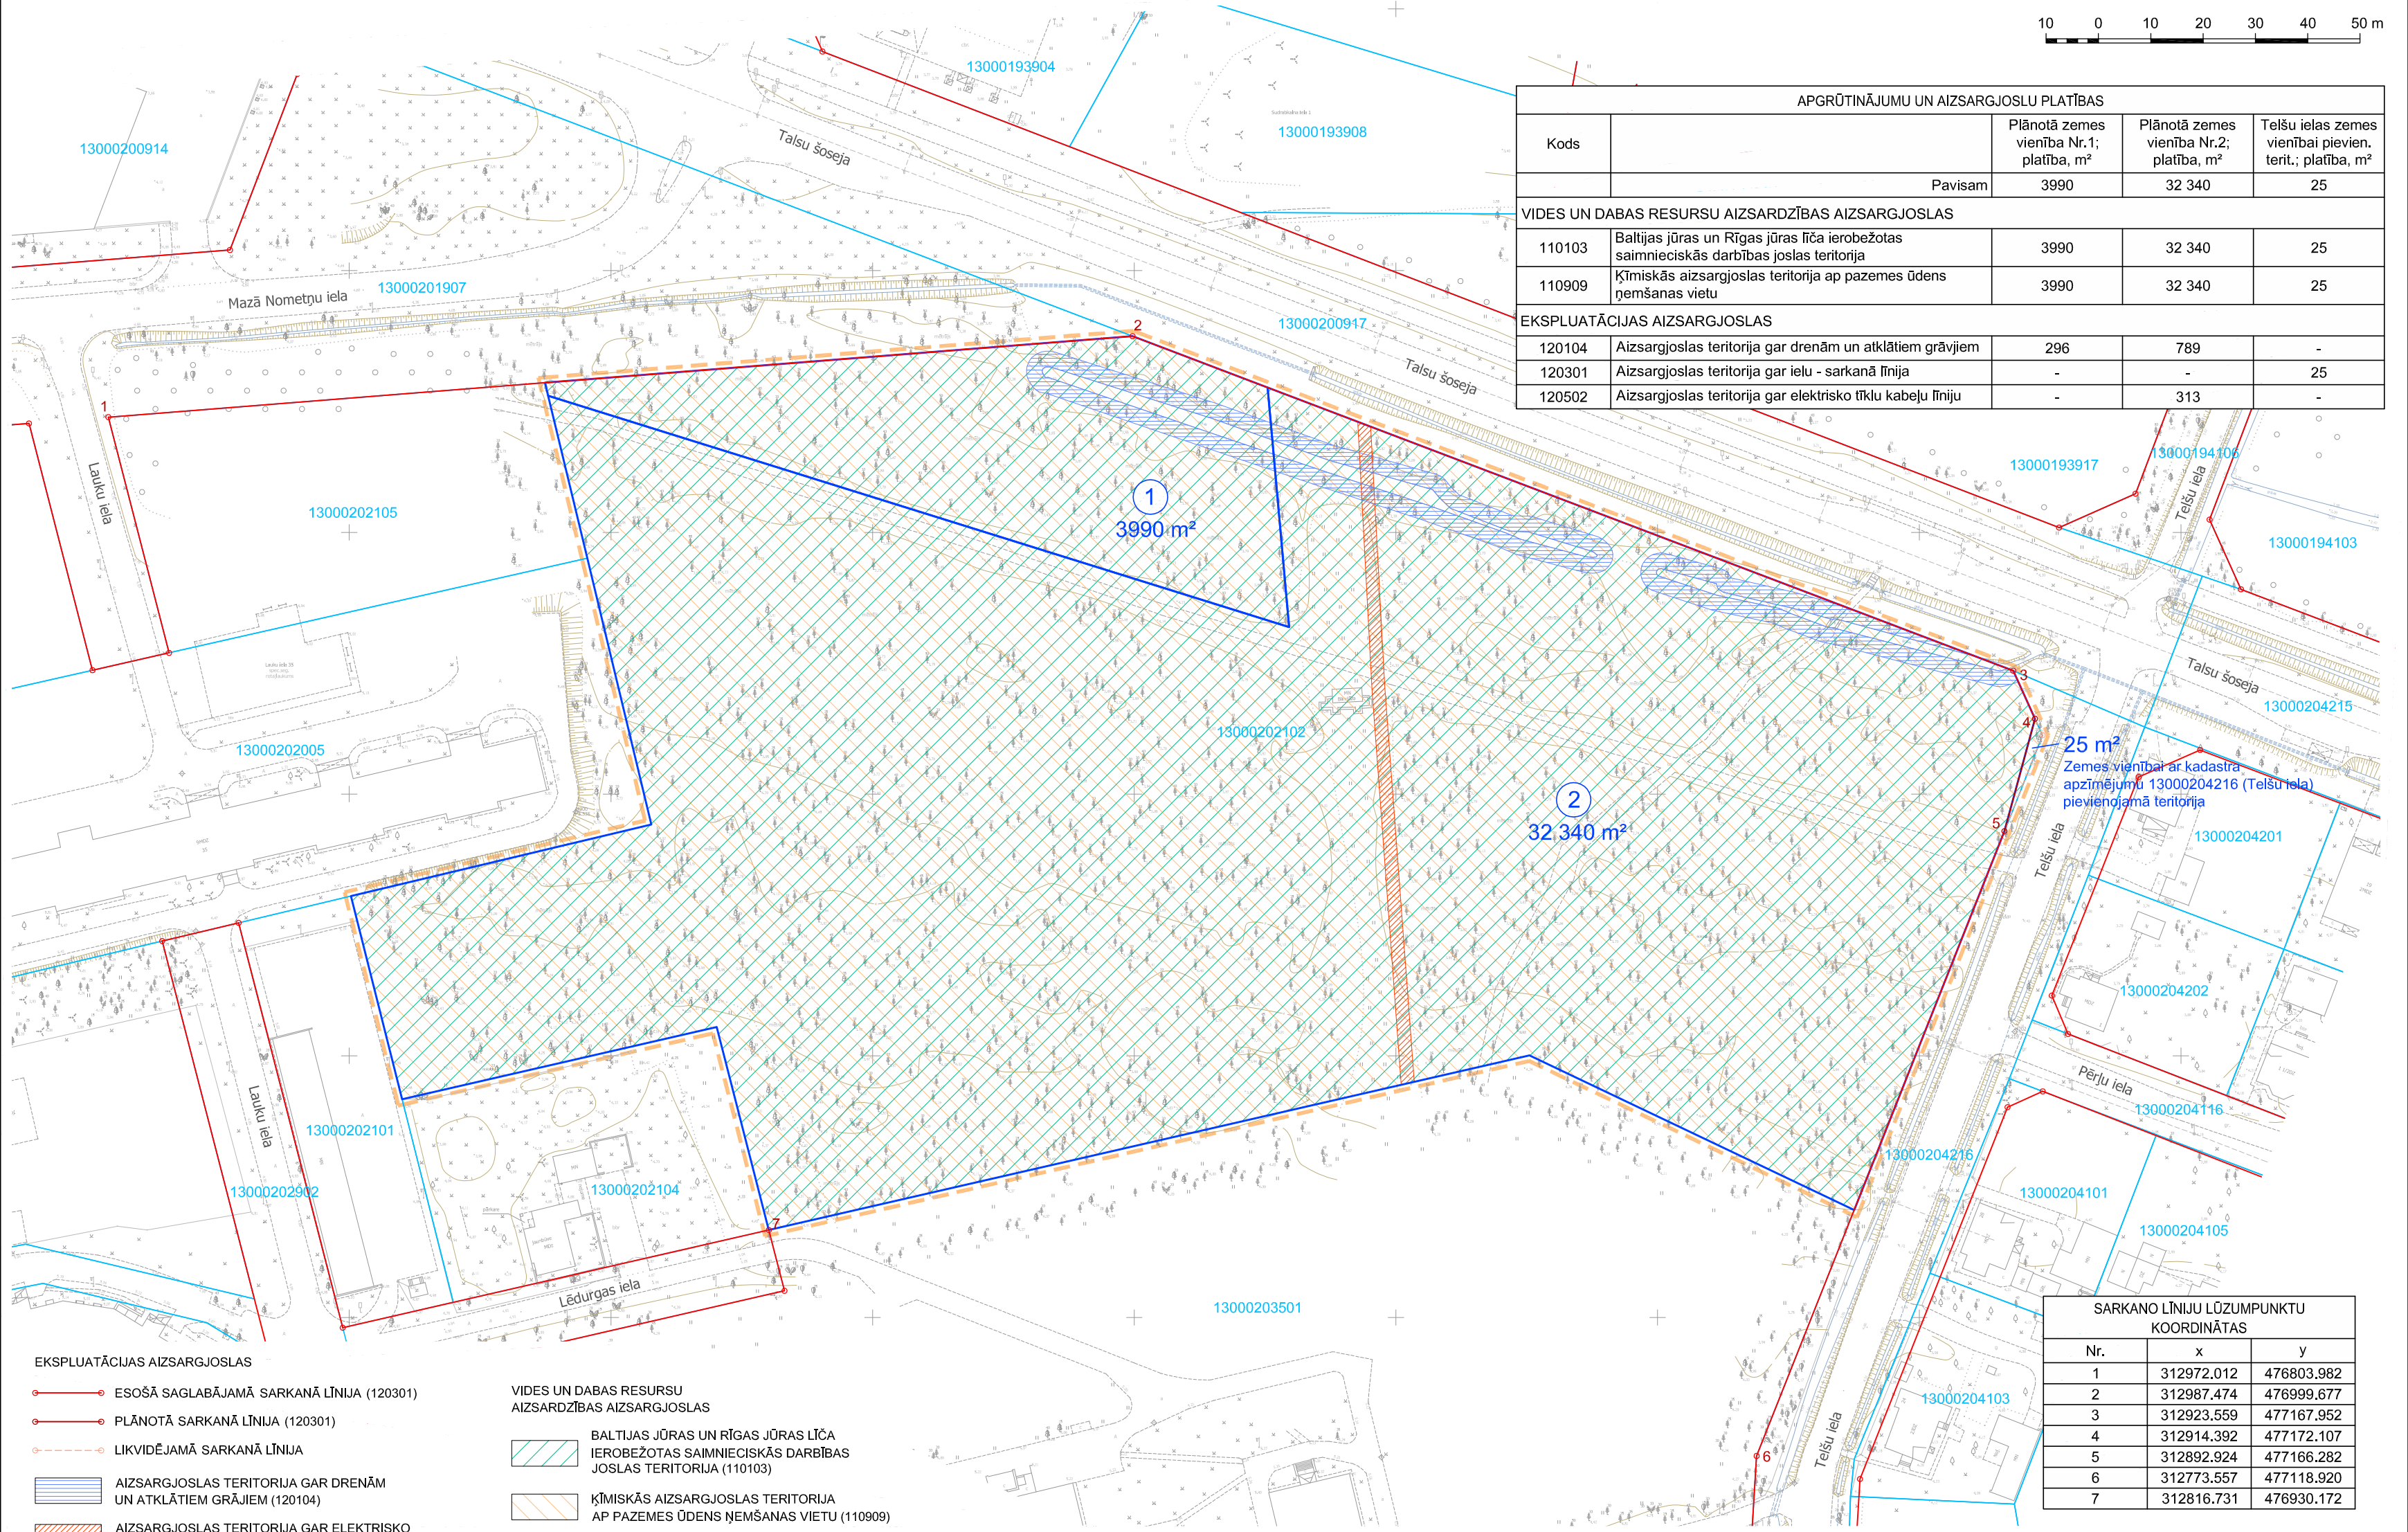 10 0 10 20 30 40 50 m
APGRŪTINĀJUMU UN AIZSARGJOSLU PLATĪBAS
Kods
Plānotā zemes vienība Nr.1; platība, m²
Plānotā zemes vienība Nr.2; platība, m²
Telšu ielas zemes vienībai pievien. terit.; platība, m²
Pavisam 3990 32 340 25
VIDES UN DABAS RESURSU AIZSARDZĪBAS AIZSARGJOSLAS
110103 Baltijas jūras un Rīgas jūras līča ierobežotas saimnieciskās darbības joslas teritorija 3990 32 340 25
110909 Ķīmiskās aizsargjoslas teritorija ap pazemes ūdens ņemšanas vietu 3990 32 340 25
EKSPLUATĀCIJAS AIZSARGJOSLAS
120104 Aizsargjoslas teritorija gar drenām un atklātiem grāvjiem 296 789 -
120301 Aizsargjoslas teritorija gar ielu - sarkanā līnija - - 25
120502 Aizsargjoslas teritorija gar elektrisko tīklu kabeļu līniju - 313 -
13000193904
13000193908
13000200914
Talsu šoseja
Mazā Nometņu iela
13000201907
13000200917
Talsu šoseja
2
1
Lauku iela
13000202105
1
3990 m²
13000193917
13000194106
Telšu iela
13000194103
Talsu šoseja
13000204215
3
4
5
25 m²
Zemes vienībai ar kadastra
apzīmējumu 13000204216 (Telšu iela)
pievienojamā teritorija
13000202005
13000202102
2
32 340 m²
13000204201
Telšu iela
13000204202
Pērļu iela
13000204116
13000204216
13000204101
13000204105
Lauku iela
13000202101
13000202902
13000202104
7
Lēdurgas iela
13000203501
13000204103
6
Telšu iela
SARKANO LĪNIJU LŪZUMPUNKTU
KOORDINĀTAS
Nr. x y
1 312972.012 476803.982
2 312987.474 476999.677
3 312923.559 477167.952
4 312914.392 477172.107
5 312892.924 477166.282
6 312773.557 477118.920
7 312816.731 476930.172
EKSPLUATĀCIJAS AIZSARGJOSLAS
ESOŠĀ SAGLABĀJAMĀ SARKANĀ LĪNIJA (120301)
PLĀNOTĀ SARKANĀ LĪNIJA (120301)
LIKVIDĒJAMĀ SARKANĀ LĪNIJA
AIZSARGJOSLAS TERITORIJA GAR DRENĀM
UN ATKLĀTIEM GRĀJIEM (120104)
AIZSARGJOSLAS TERITORIJA GAR ELEKTRISKO
VIDES UN DABAS RESURSU
AIZSARDZĪBAS AIZSARGJOSLAS
BALTIJAS JŪRAS UN RĪGAS JŪRAS LĪČA
IEROBEŽOTAS SAIMNIECISKĀS DARBĪBAS
JOSLAS TERITORIJA (110103)
ĶĪMISKĀS AIZSARGJOSLAS TERITORIJA
AP PAZEMES ŪDENS ŅEMŠANAS VIETU (110909)